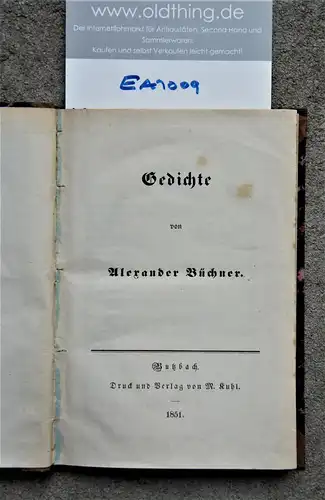 www.oldthing.de
Der Internetflohmarkt für Antiquitäten, Second Hand und
Sammlerwaren.
Kaufen und selbst Verkaufen leicht gemacht!
EA1009
Gedichte
von
Alexander Büchner.
Butzbach.
Druck und Verlag von N. Kuhl.
1851.